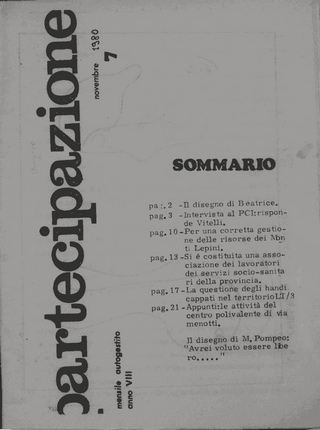 partecipazione
novembre 1980
7
mensile autogestito
anno VIII
SOMMARIO
pag. 2 -Il disegno di Beatrice.
pag. 3 -Intervista al PCI:rispon-
de Vitelli.
pag. 10 -Per una corretta gestio-
ne delle risorse dei Mon
ti Lepini.
pag. 13 -Si é costituita una asso-
ciazione dei lavoratori
dei servizi socio-sanita
ri della provincia.
pag. 17 -La questione degli handi
cappati nel territorio LT/3
pag. 21 -Appunti:le attività del
centro polivalente di via
menotti.
Il disegno di M. Pompeo:
"Avrei voluto essere libe
ro....."